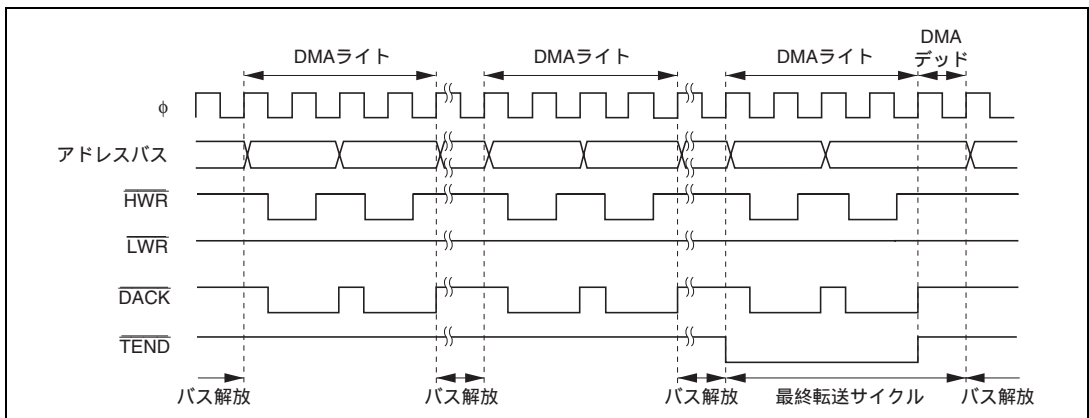 DMAライト
DMAライト
DMAライト
DMA
デッド
φ
アドレスバス
HWR
LWR
DACK
TEND
バス解放
バス解放
バス解放
最終転送サイクル
バス解放